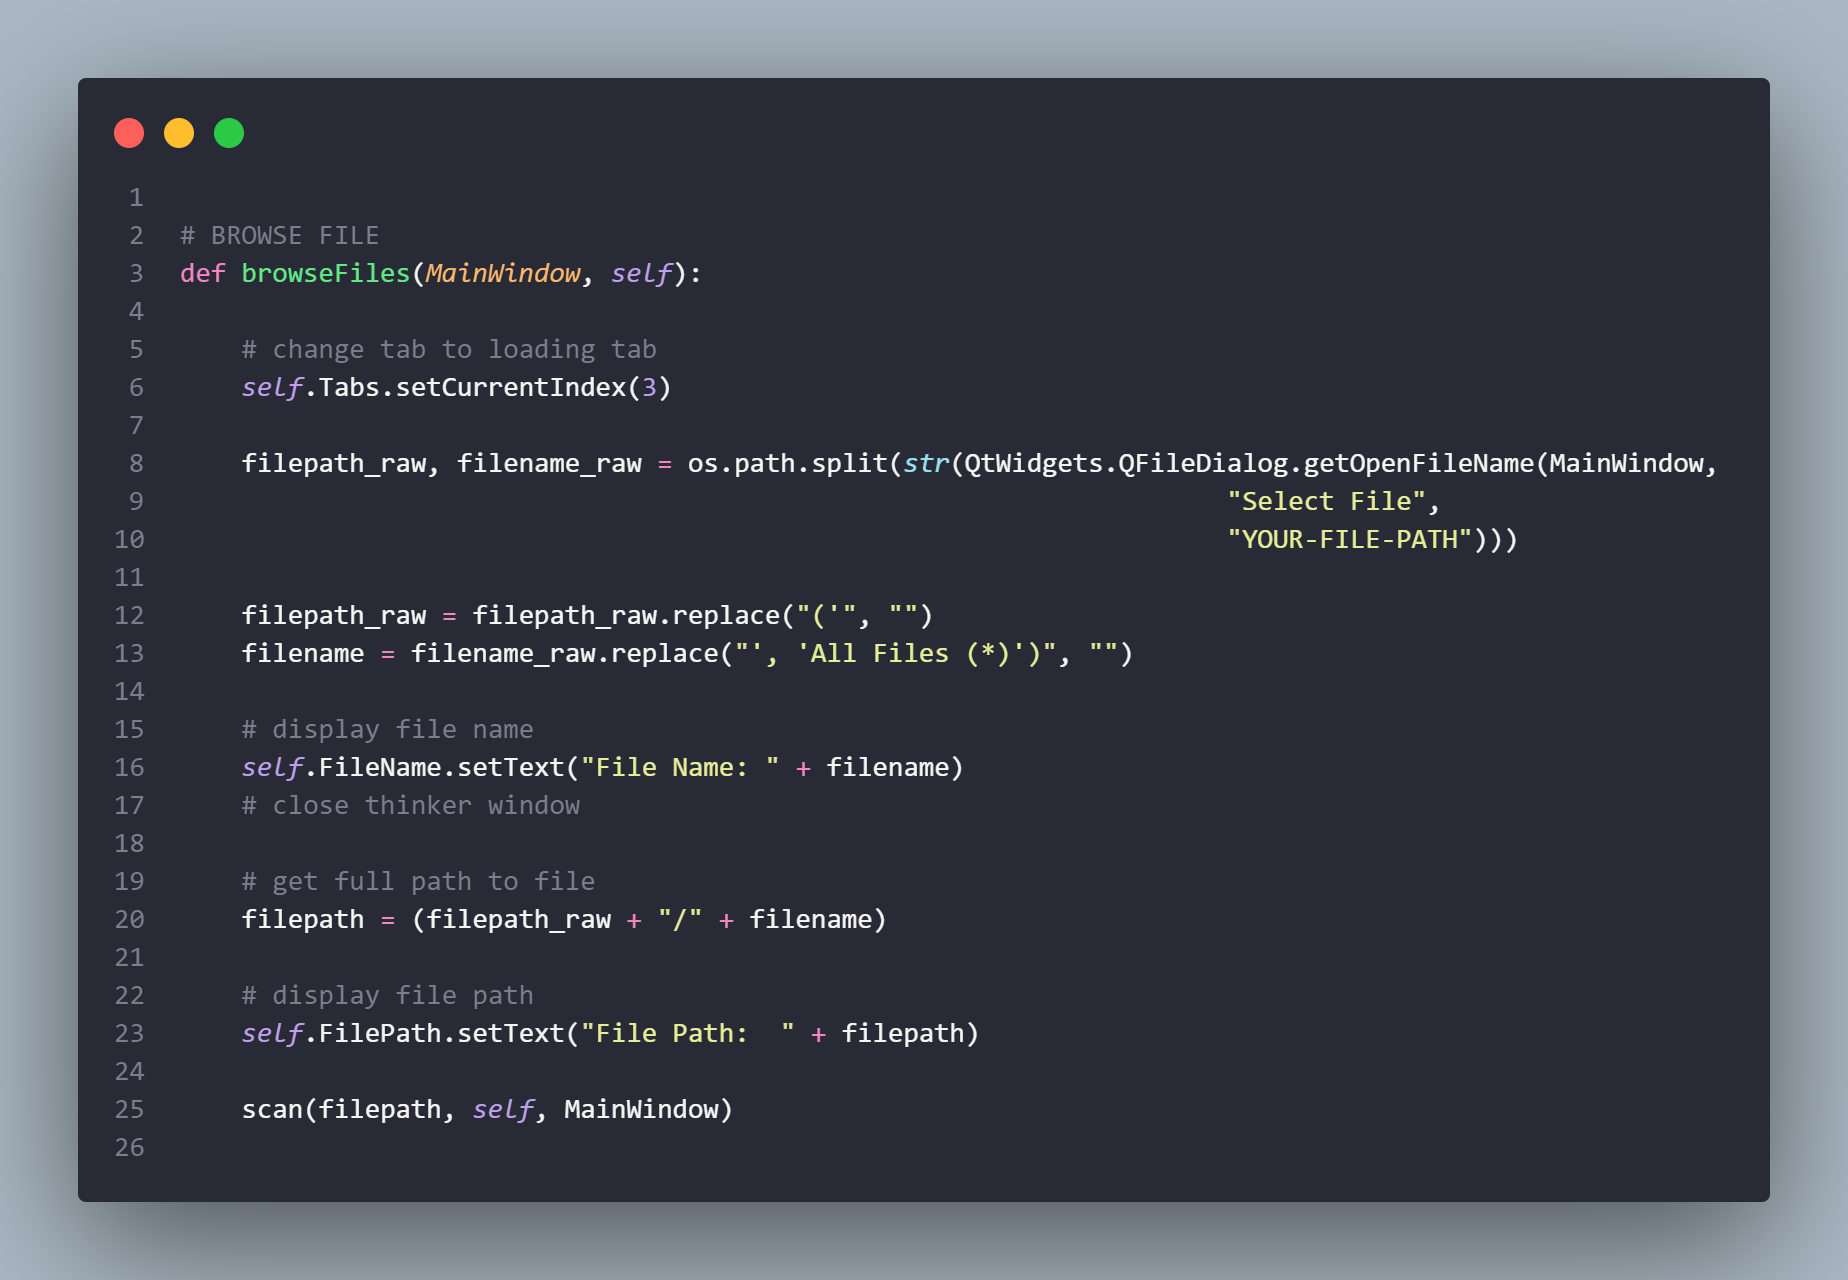 1
2 # BROWSE FILE
3 def browseFiles(MainWindow, self):
4
5     # change tab to loading tab
6     self.Tabs.setCurrentIndex(3)
7
8     filepath_raw, filename_raw = os.path.split(str(QtWidgets.QFileDialog.getOpenFileName(MainWindow,
9                                                                     "Select File",
10                                                                    "YOUR-FILE-PATH")))
11
12    filepath_raw = filepath_raw.replace("('", "")
13    filename = filename_raw.replace("', 'All Files (*)')", "")
14
15    # display file name
16    self.FileName.setText("File Name: " + filename)
17    # close thinker window
18
19    # get full path to file
20    filepath = (filepath_raw + "/" + filename)
21
22    # display file path
23    self.FilePath.setText("File Path:  " + filepath)
24
25    scan(filepath, self, MainWindow)
26